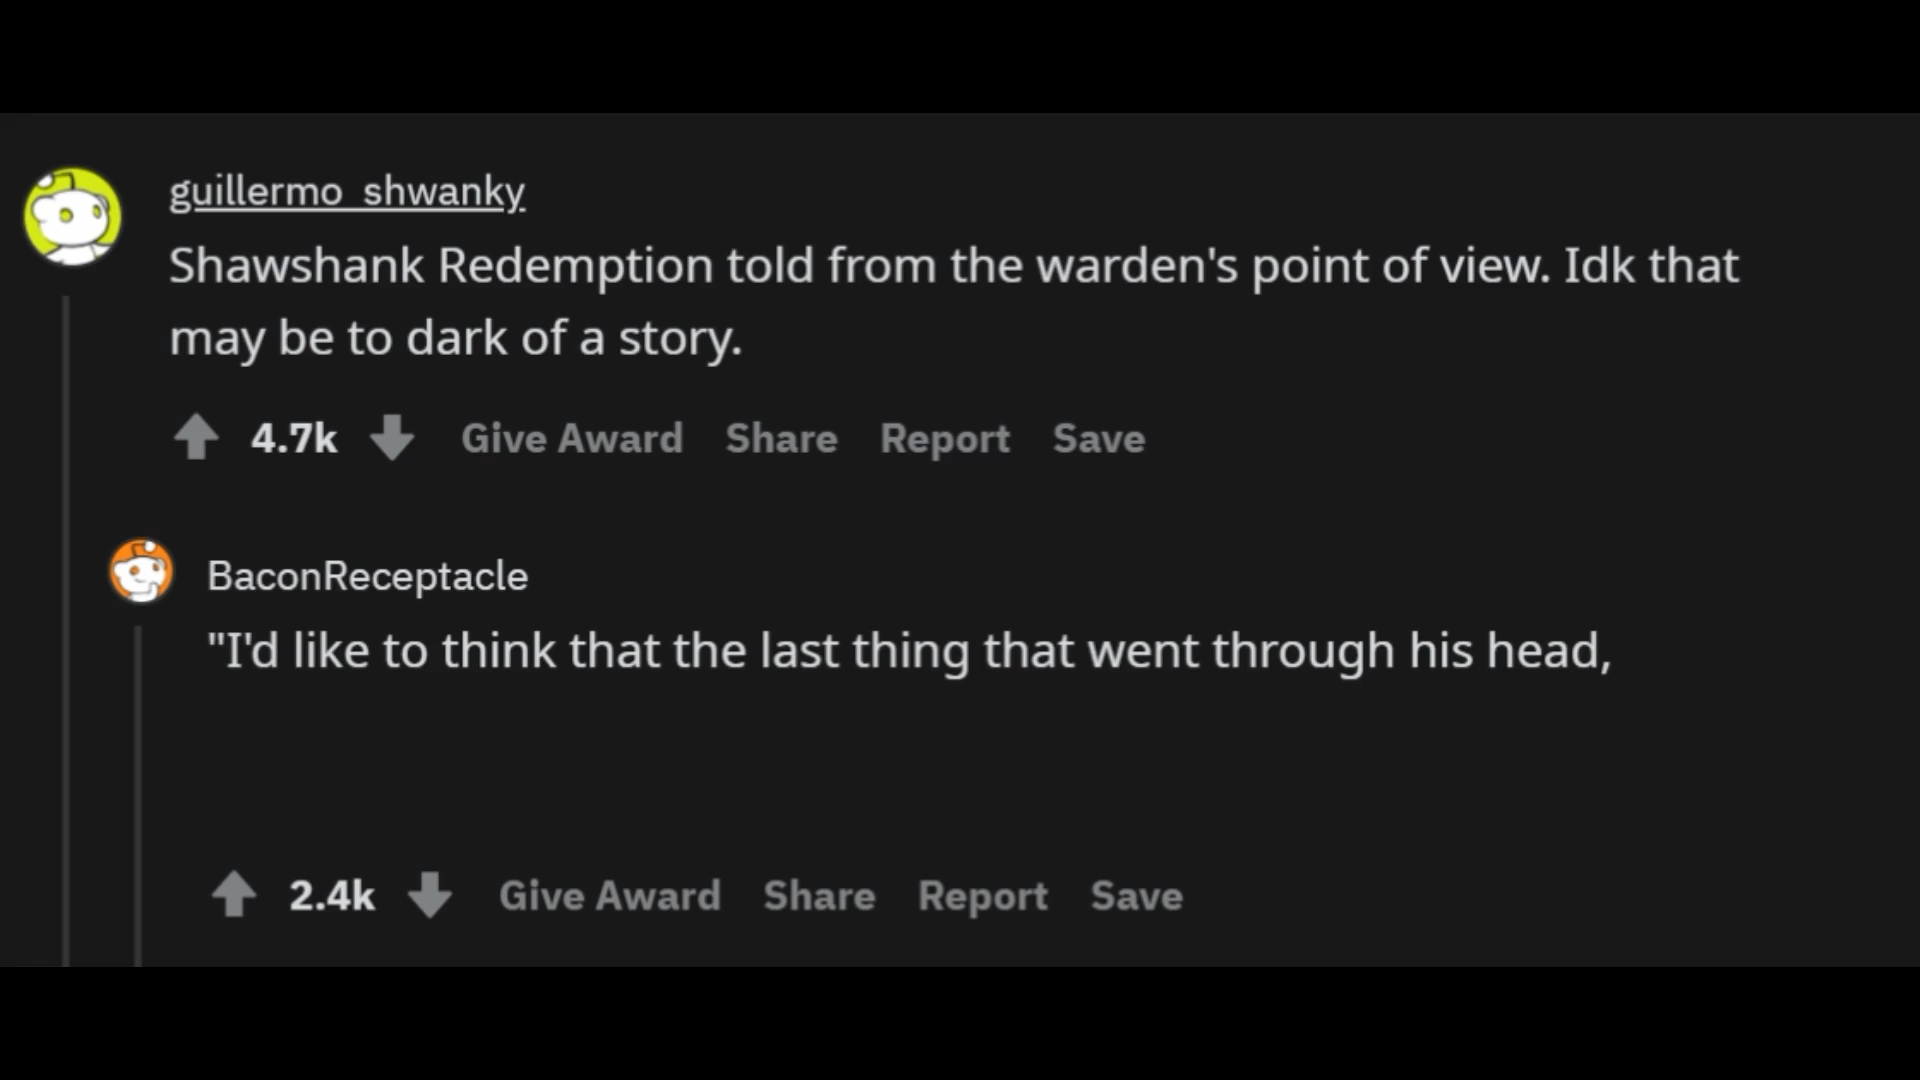 guillermo_shwanky
Shawshank Redemption told from the warden's point of view. Idk that
may be to dark of a story.
4.7k Give Award Share Report Save
BaconReceptacle
"I'd like to think that the last thing that went through his head,
2.4k Give Award Share Report Save